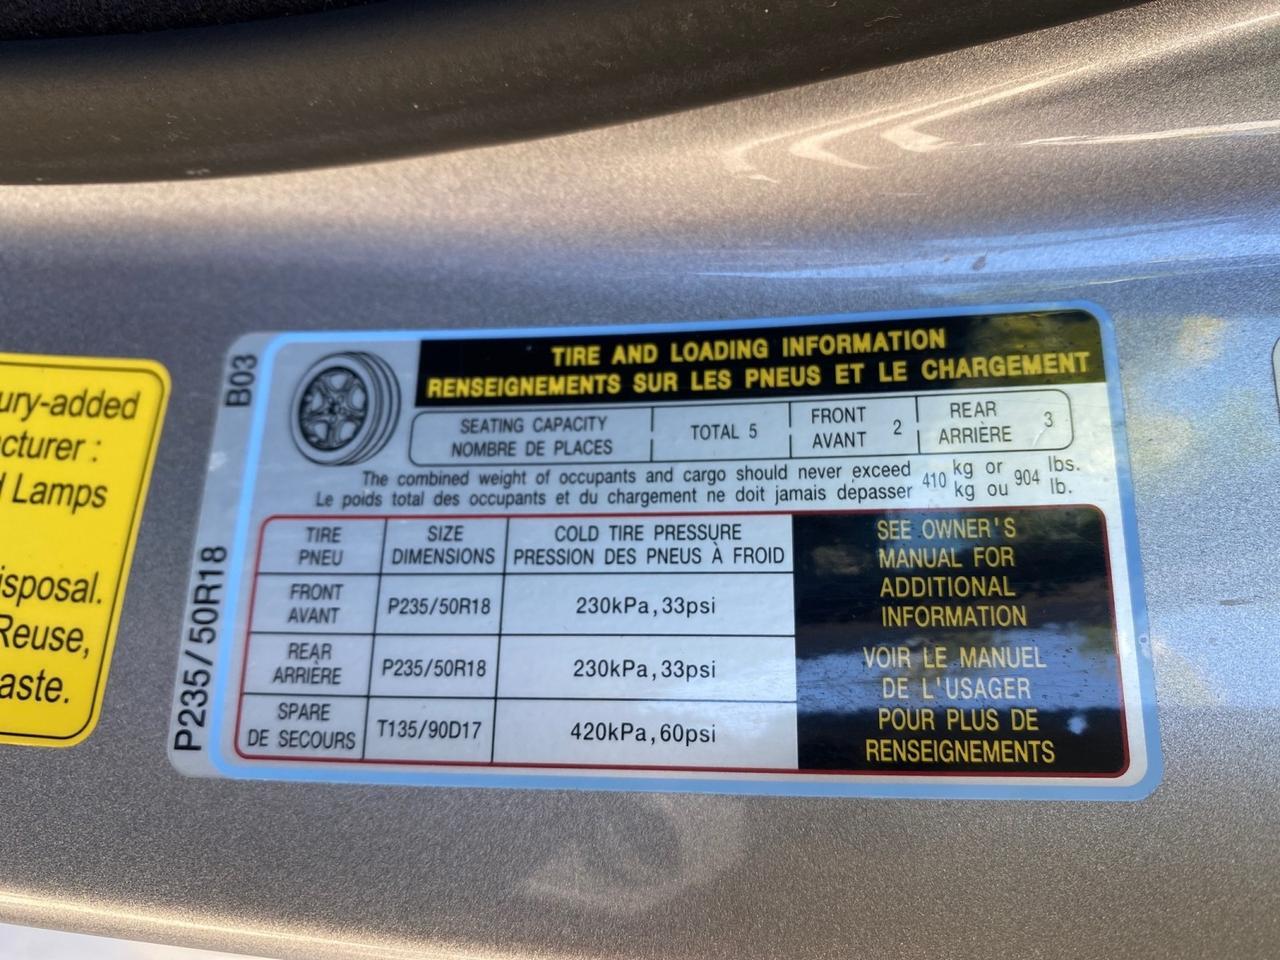 ury-added
cturer :
Lamps
isposal.
Reuse,
aste.
B03
P235/50R18
TIRE AND LOADING INFORMATION
RENSEIGNEMENTS SUR LES PNEUS ET LE CHARGEMENT
SEATING CAPACITY
NOMBRE DE PLACES
TOTAL 5
FRONT
AVANT
2
REAR
ARRIÈRE
3
The combined weight of occupants and cargo should never exceed 410 kg or 904 lbs.
Le poids total des occupants et du chargement ne doit jamais dépasser kg ou lb.
TIRE
PNEU
SIZE
DIMENSIONS
COLD TIRE PRESSURE
PRESSION DES PNEUS À FROID
FRONT
AVANT
P235/50R18
230kPa,33psi
REAR
ARRIÈRE
P235/50R18
230kPa,33psi
SPARE
DE SECOURS
T135/90D17
420kPa,60psi
SEE OWNER'S
MANUAL FOR
ADDITIONAL
INFORMATION
VOIR LE MANUEL
DE L'USAGER
POUR PLUS DE
RENSEIGNEMENTS